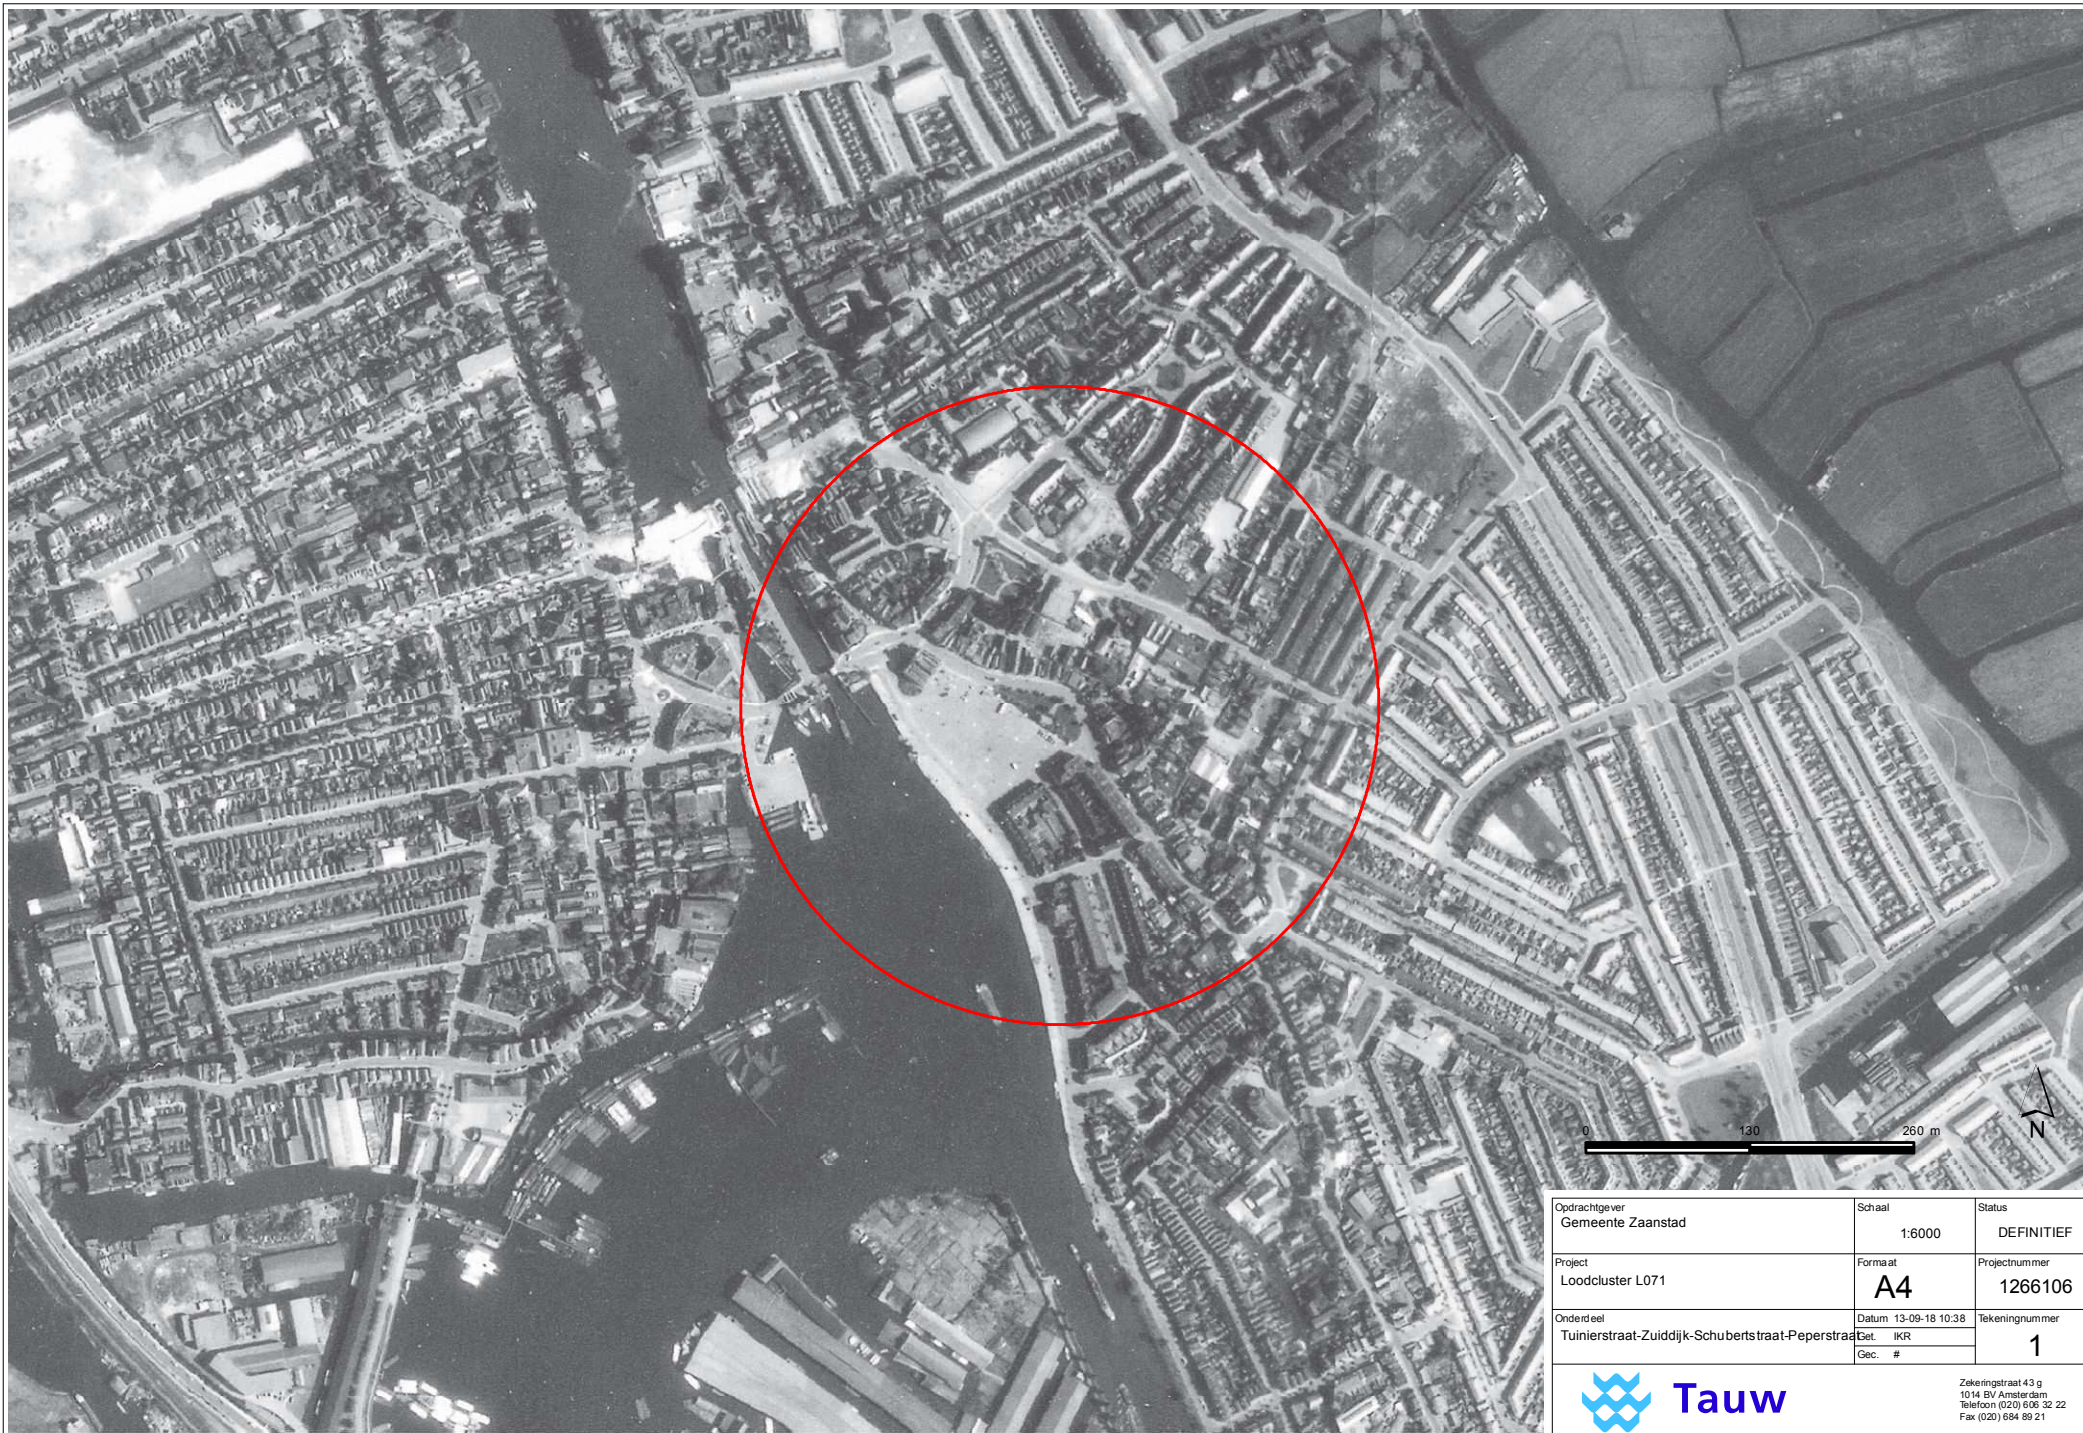 0 130 260 m
N
Opdrachtgever
Gemeente Zaanstad
Schaal
1:6000
Status
DEFINITIEF
Project
Loodcluster L071
Formaat
A4
Projectnummer
1266106
Onderdeel
Tuinierstraat-Zuiddijk-Schubertstraat-Peperstraat
Datum 13-09-18 10:38
Get. IKR
Gec. #
Tekeningnummer
1
Tauw
Zekeringstraat 43 g
1014 BV Amsterdam
Telefoon (020) 606 32 22
Fax (020) 684 89 21